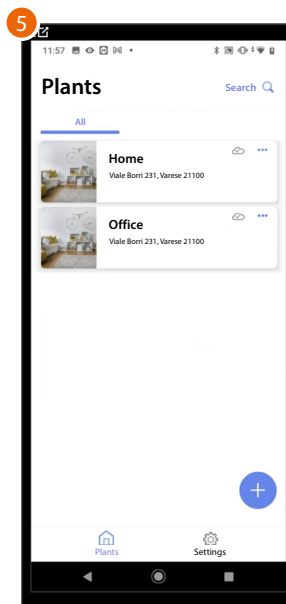 5
11:57
Plants
Search
All
Home
Viale Borri 231, Varese 21100
Office
Viale Borri 231, Varese 21100
Plants
Settings